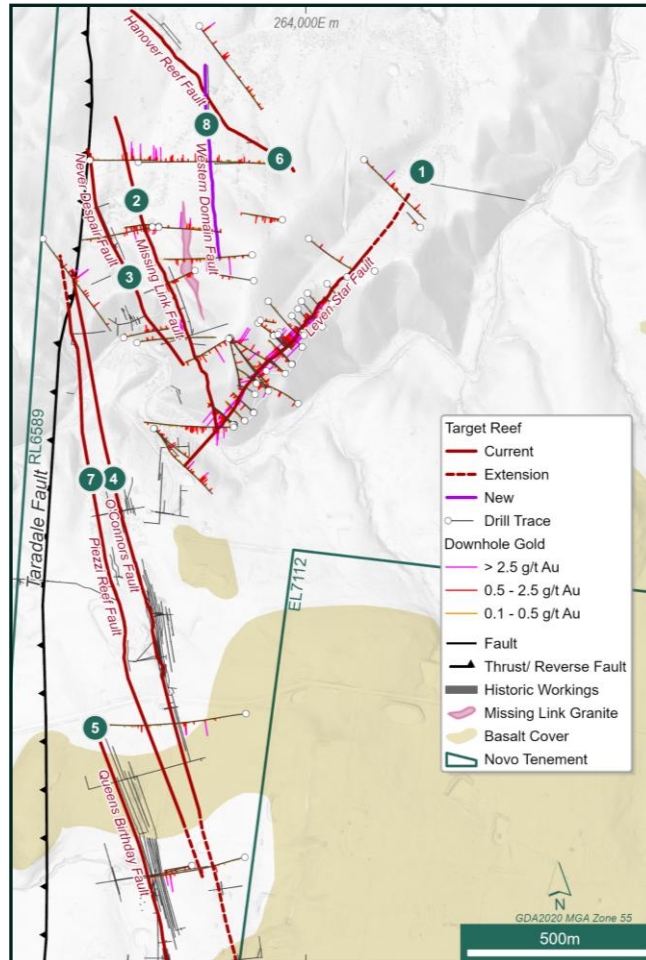 264,000E m
Hanover Reef Fault
8
6
1
Never Despair Fault
Western Domain Fault
2
Missing Link Fault
3
Leven Star Fault
RL6589
Taradale Fault
7
4
O'Connors Fault
Piezzi Reef Fault
EL7112
5
Queens Birthday Fault
Target Reef
Current
Extension
New
Drill Trace
Downhole Gold
> 2.5 g/t Au
0.5 - 2.5 g/t Au
0.1 - 0.5 g/t Au
Fault
Thrust/ Reverse Fault
Historic Workings
Missing Link Granite
Basalt Cover
Novo Tenement
N
GDA2020 MGA Zone 55
500m